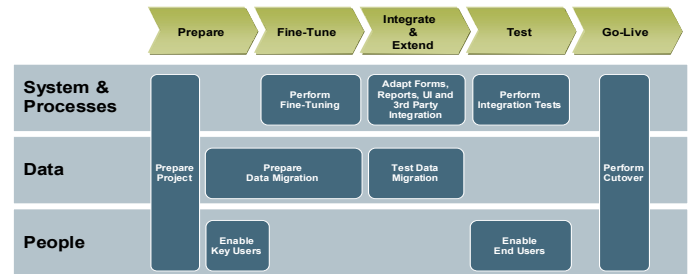 Prepare
Fine-Tune
Integrate
&
Extend
Test
Go-Live
System &
Processes
Perform
Fine-Tuning
Adapt Forms,
Reports, UI and
3rd Party
Integration
Perform
Integration Tests
Data
Prepare
Project
Prepare
Data Migration
Test Data
Migration
Perform
Cutover
People
Enable
Key Users
Enable
End Users